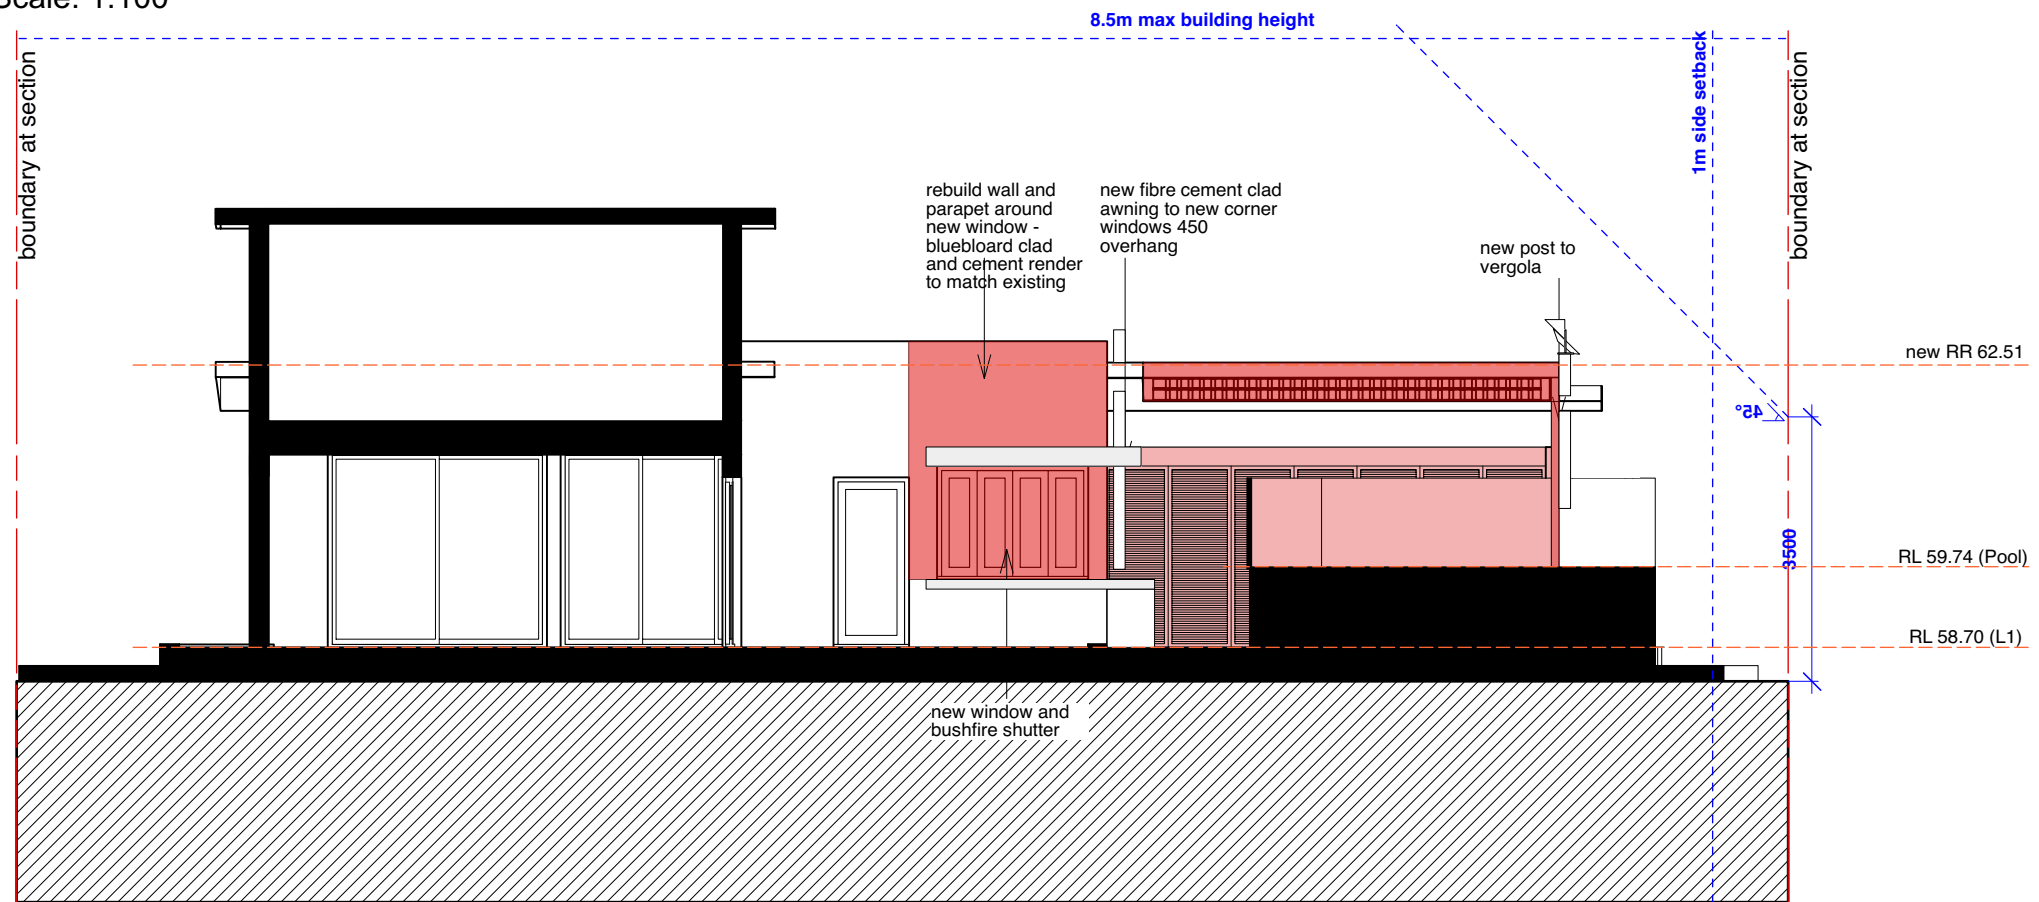 Scale: 1:100
8.5m max building height
boundary at section
1m side setback
boundary at section
rebuild wall and
parapet around
new window -
bluebloard clad
and cement render
to match existing
new fibre cement clad
awning to new corner
windows 450
overhang
new post to
vergola
new RR 62.51
45°
3500
RL 59.74 (Pool)
RL 58.70 (L1)
new window and
bushfire shutter